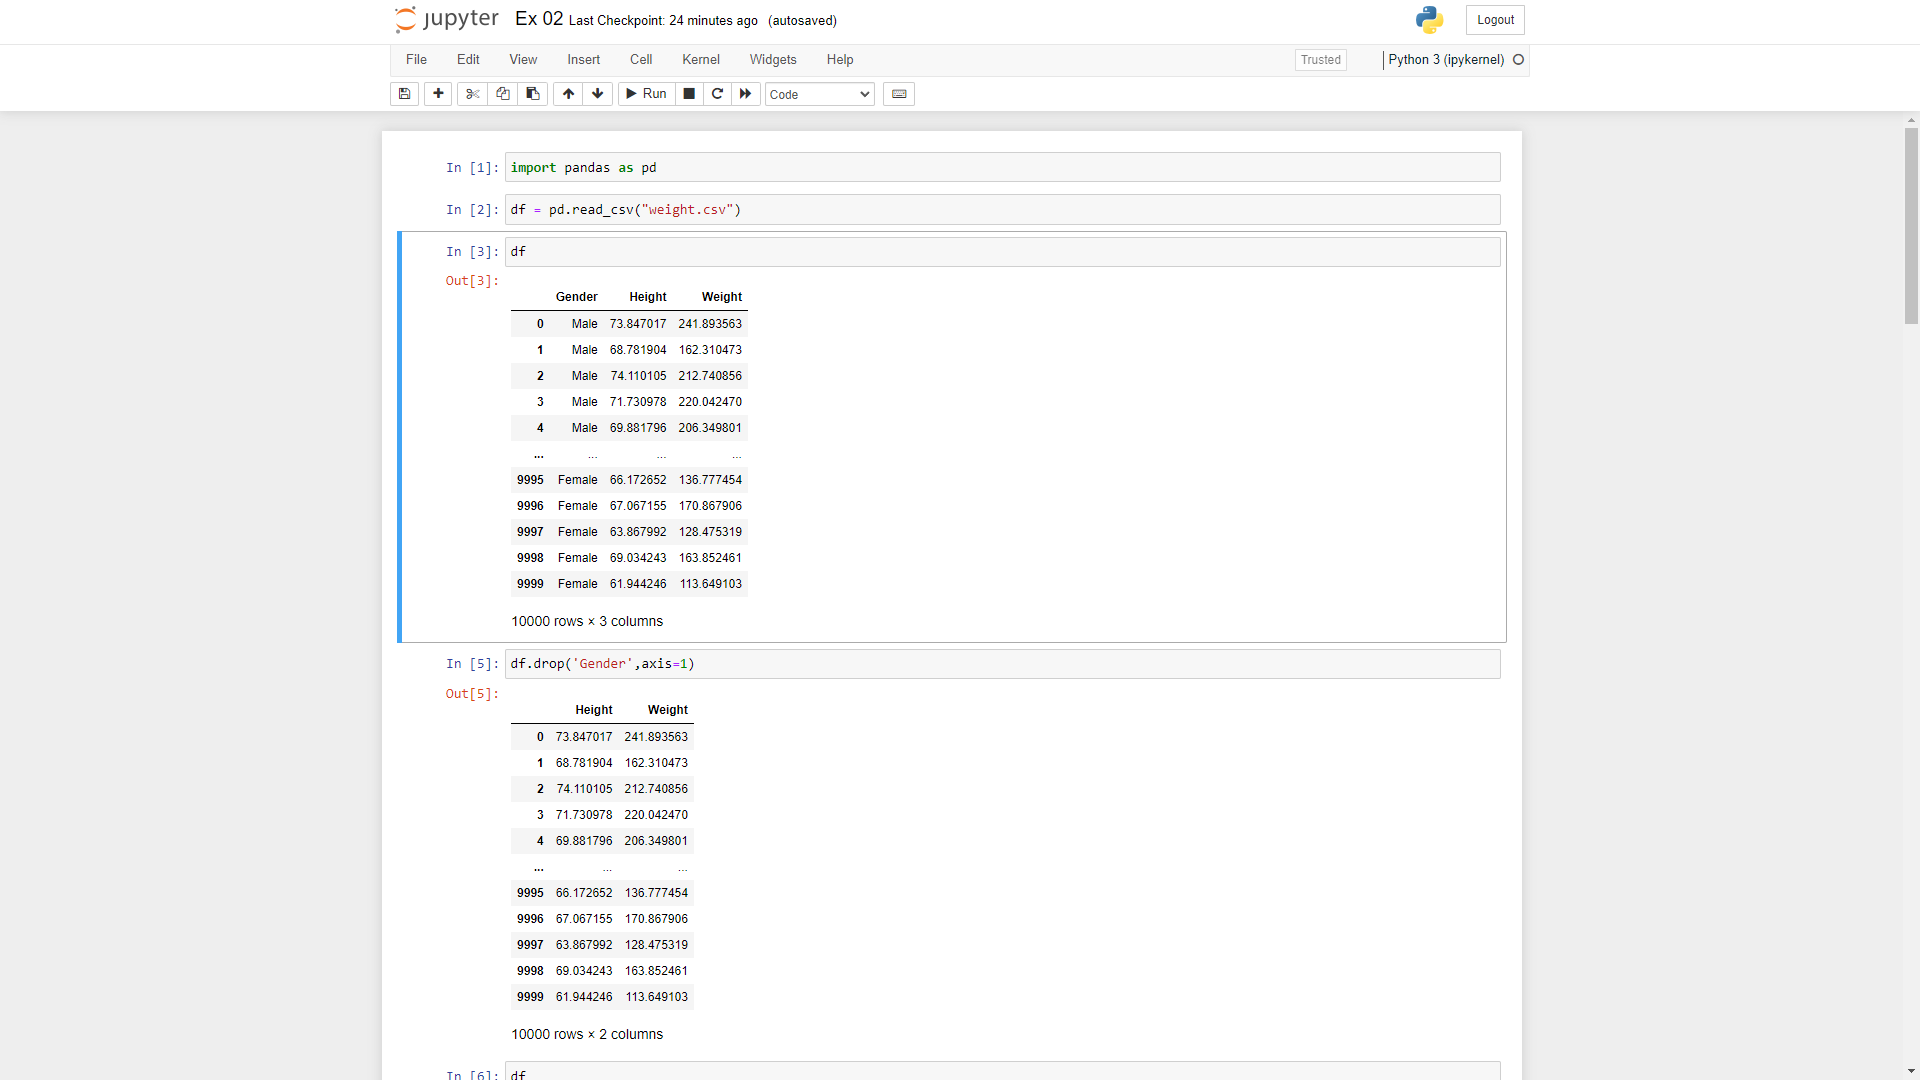 jupyter Ex 02 Last Checkpoint: 24 minutes ago (autosaved) Logout
File Edit View Insert Cell Kernel Widgets Help Trusted Python 3 (ipykernel)
Run Code
In [1]: import pandas as pd
In [2]: df = pd.read_csv("weight.csv")
In [3]: df
Out[3]:
Gender Height Weight
0 Male 73.847017 241.893563
1 Male 68.781904 162.310473
2 Male 74.110105 212.740856
3 Male 71.730978 220.042470
4 Male 69.881796 206.349801
... ... ... ...
9995 Female 66.172652 136.777454
9996 Female 67.067155 170.867906
9997 Female 63.867992 128.475319
9998 Female 69.034243 163.852461
9999 Female 61.944246 113.649103
10000 rows × 3 columns
In [5]: df.drop('Gender',axis=1)
Out[5]:
Height Weight
0 73.847017 241.893563
1 68.781904 162.310473
2 74.110105 212.740856
3 71.730978 220.042470
4 69.881796 206.349801
... ... ...
9995 66.172652 136.777454
9996 67.067155 170.867906
9997 63.867992 128.475319
9998 69.034243 163.852461
9999 61.944246 113.649103
10000 rows × 2 columns
In [6]: df